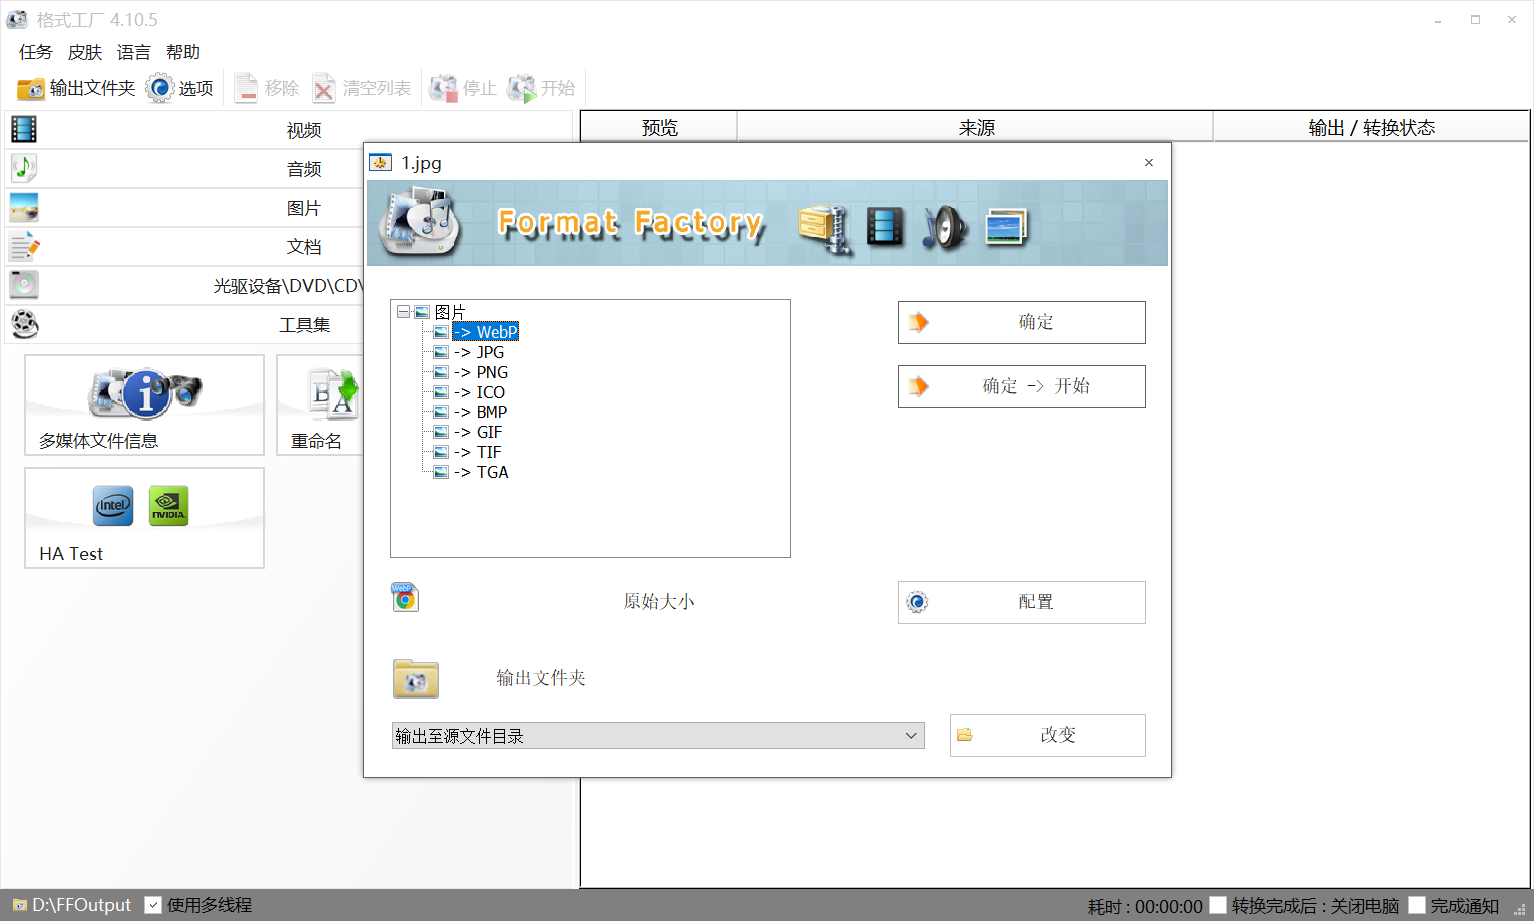 格式工厂 4.10.5
任务 皮肤 语言 帮助
输出文件夹 选项 移除 清空列表 停止 开始
视频
音频
图片
文档
光驱设备\DVD\CD\
工具集
多媒体文件信息
重命名
intel
NVIDIA
HA Test
预览 来源 输出 / 转换状态
1.jpg
Format Factory
图片
-> WebP
-> JPG
-> PNG
-> ICO
-> BMP
-> GIF
-> TIF
-> TGA
确定
确定 -> 开始
WebP
原始大小
配置
输出文件夹
输出至源文件目录
改变
D:\FFOutput 使用多线程
耗时 : 00:00:00 转换完成后 : 关闭电脑 完成通知